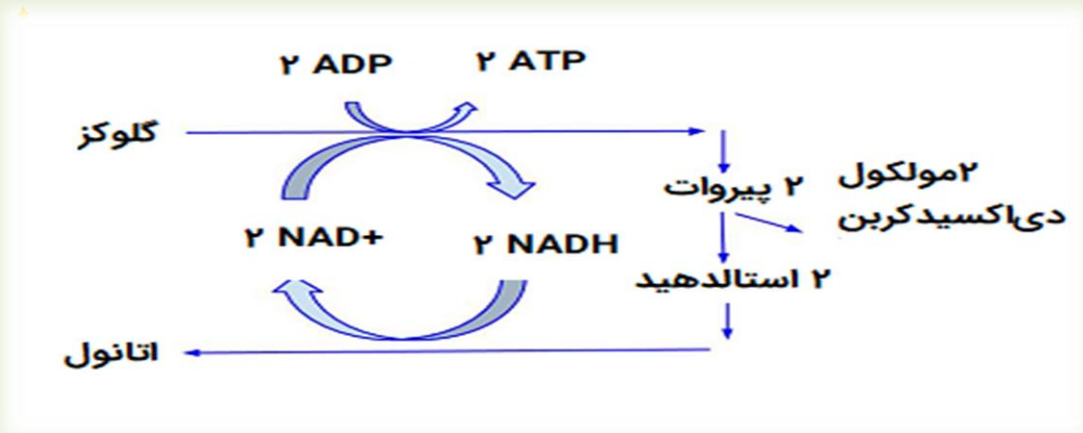 ۲ ADP
۲ ATP
گلوکز
۲ پیروات
۲مولکول
دی‌اکسیدکربن
۲ NAD+
۲ NADH
۲ استالدهید
اتانول